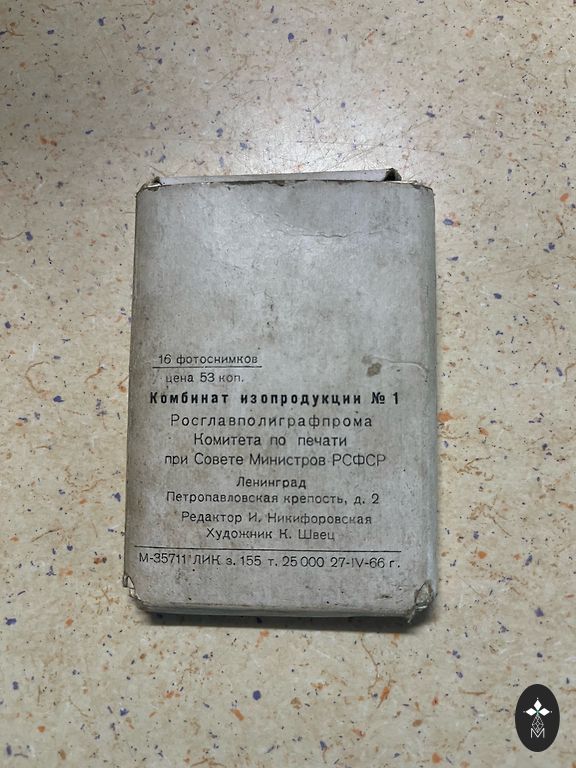 16 фотоснимков
цена 53 коп.
Комбинат изопродукции № 1
Росглавполиграфпрома
Комитета по печати
при Совете Министров РСФСР
Ленинград
Петропавловская крепость, д. 2
Редактор И. Никифоровская
Художник К. Швец
М-35711 ЛИК з. 155 т. 25 000 27-IV-66 г.
M